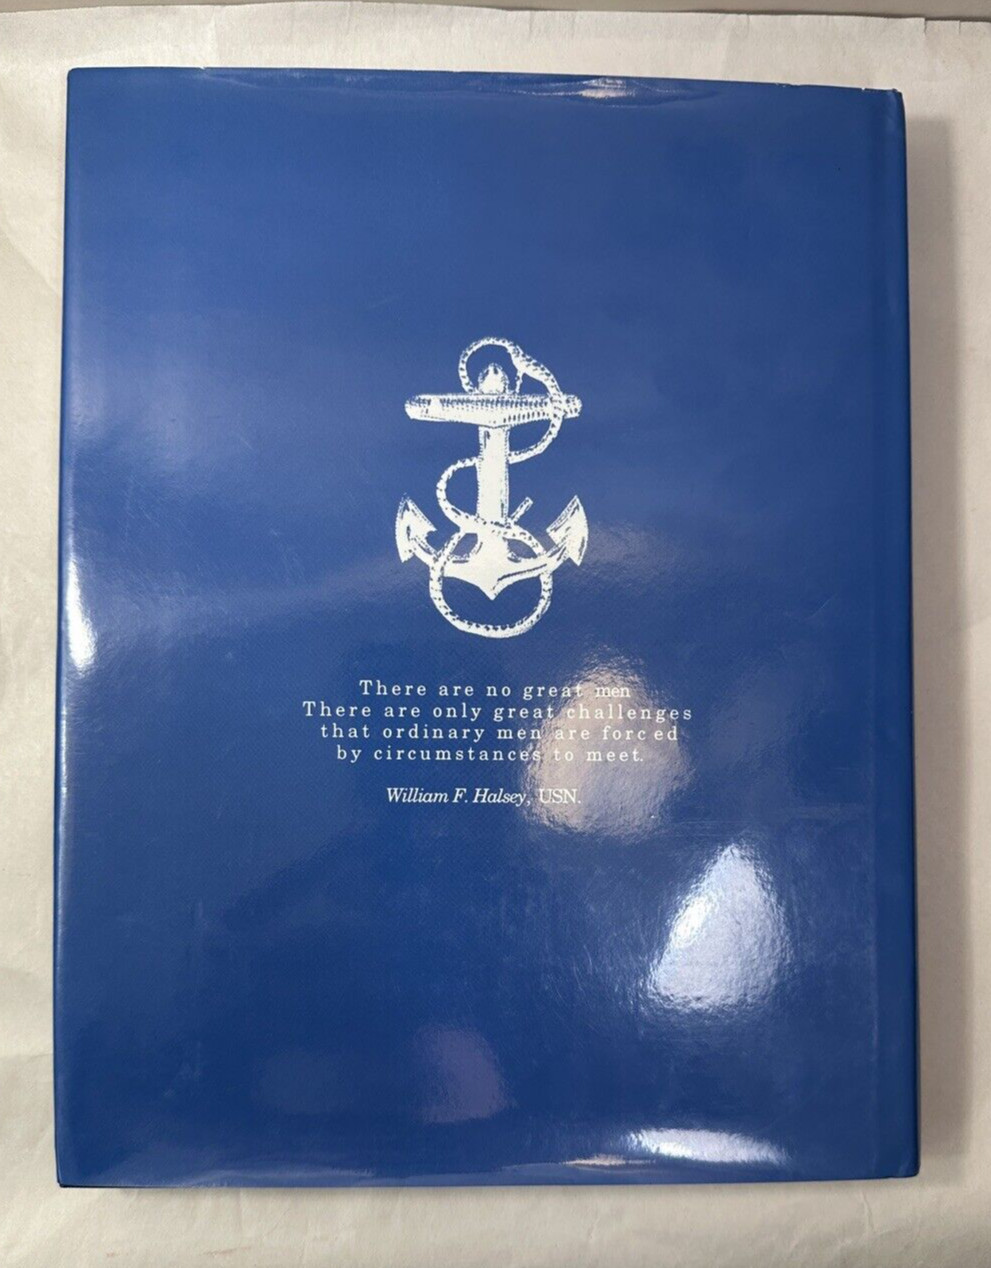 There are no great men
There are only great challenges
that ordinary men are forced
by circumstances to meet.
William F. Halsey, USN.